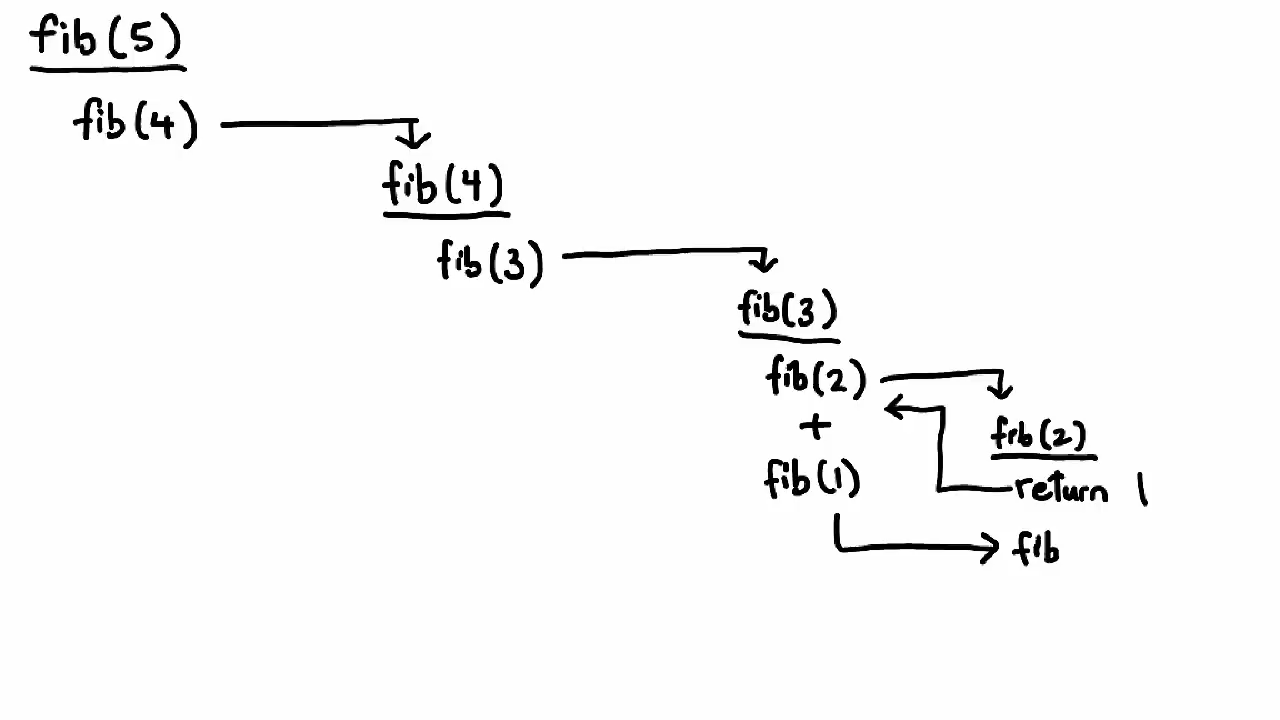 fib(5)
fib(4)
fib(4)
fib(3)
fib(3)
fib(2)
+
fib(2)
fib(1)
return 1
fib